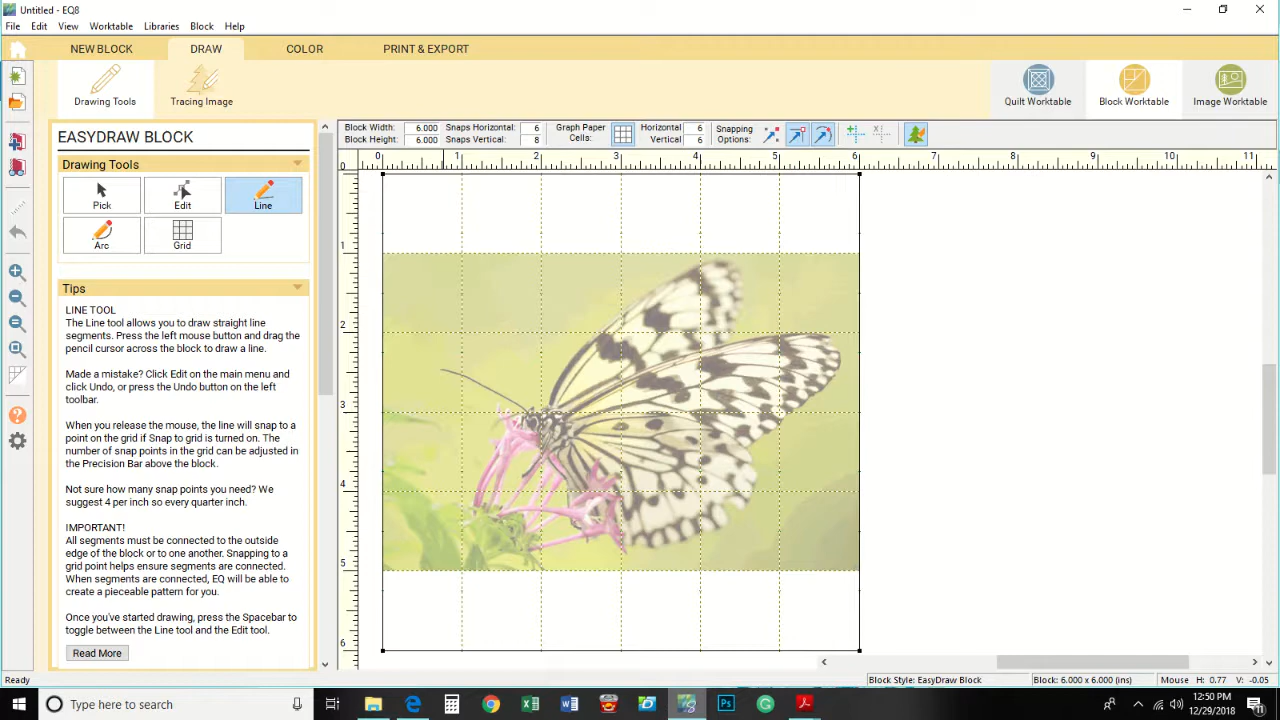 Untitled - EQ8
File Edit View Worktable Libraries Block Help
NEW BLOCK DRAW COLOR PRINT & EXPORT
Drawing Tools Tracing Image Quilt Worktable Block Worktable Image Worktable
EASYDRAW BLOCK
Block Width: 6.000 Snaps Horizontal: 6 Graph Paper Horizontal 6 Snapping
Block Height: 6.000 Snaps Vertical: 8 Cells: Vertical 6 Options:
0 0 1 2 3 4 5 6 7 8 9 10 11
Drawing Tools
Pick Edit Line
Arc Grid
1
2
3
4
5
6
Tips
LINE TOOL
The Line tool allows you to draw straight line
segments. Press the left mouse button and drag the
pencil cursor across the block to draw a line.
Made a mistake? Click Edit on the main menu and
click Undo, or press the Undo button on the left
toolbar.
When you release the mouse, the line will snap to a
point on the grid if Snap to grid is turned on. The
number of snap points in the grid can be adjusted in
the Precision Bar above the block.
Not sure how many snap points you need? We
suggest 4 per inch so every quarter inch.
IMPORTANT!
All segments must be connected to the outside
edge of the block or to one another. Snapping to a
grid point helps ensure segments are connected.
When segments are connected, EQ will be able to
create a pieceable pattern for you.
Once you've started drawing, press the Spacebar to
toggle between the Line tool and the Edit tool.
Read More
Ready Block Style: EasyDraw Block Block: 6.000 x 6.000 (ins) Mouse H: 0.77 V: -0.05
Type here to search
12:50 PM
12/29/2018